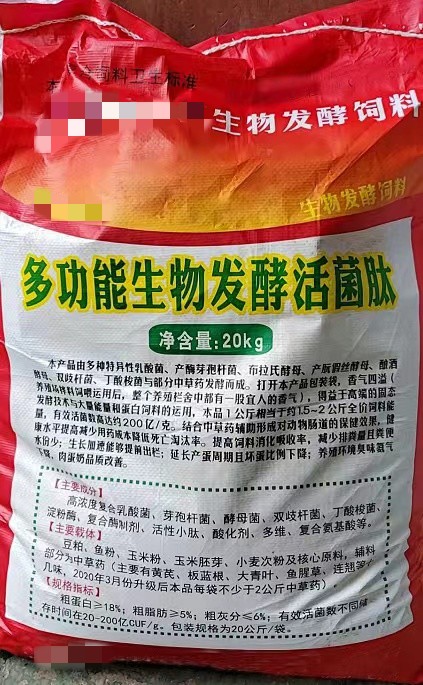 本
饲料卫生标准
生物发酵饲料
生物发酵饲料
多功能生物发酵活菌肽
净含量:20kg
本产品由多种特异性乳酸菌、产酶芽孢杆菌、布拉氏酵母、产朊假丝酵母、酿酒
酵母、双歧杆菌、丁酸梭菌与部分中草药发酵而成。打开本产品包装袋,香气四溢(
养殖场拌料饲喂运用后,整个养殖栏舍中都有一股宜人的香气),得益于高端的固态
发酵技术与大量能量和蛋白饲料的运用,本品1公斤相当于约1.5~2公斤全价饲料能
量,有效活菌数高达约200亿/克。结合中草药辅助形成对动物肠道的保健效果,健
康水平提高减少用药成本降低死亡淘汰率。提高饲料消化吸收率,减少排粪量且粪便
水份少;生长加速能够提前出栏;延长产蛋周期且坏蛋比例下降;养殖环境臭味氨气
下降,肉蛋奶品质改善。
【主要成分】
高浓度复合乳酸菌、芽孢杆菌、酵母菌、双歧杆菌、丁酸梭菌、
淀粉酶、复合酶制剂、活性小肽、酸化剂、多维、复合氨基酸等。
【主要载体】
豆粕、鱼粉、玉米粉、玉米胚芽、小麦次粉及核心原料,辅料
部分为中草药(主要有黄芪、板蓝根、大青叶、鱼腥草、连翘等
几味,2020年3月份升级后本品每袋不少于2公斤中草药)
【规格指标】
粗蛋白≥18%;粗脂肪≥5%;粗灰分≤6%;有效活菌数不同储
存时间在20-200亿CUF/g。包装规格为20公斤/袋。